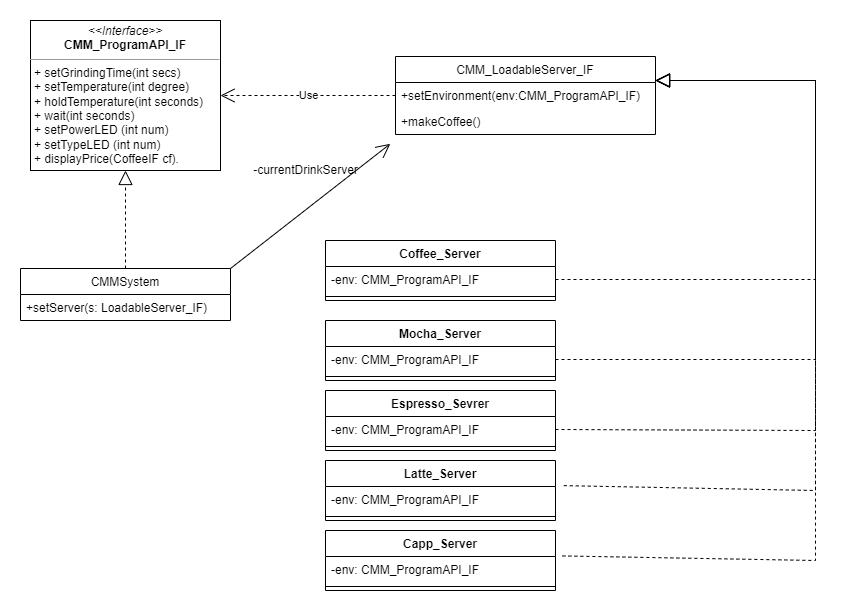 <<Interface>>
CMM_ProgramAPI_IF
+ setGrindingTime(int secs)
+ setTemperature(int degree)
+ holdTemperature(int seconds)
+ wait(int seconds)
+ setPowerLED (int num)
+ setTypeLED (int num)
+ displayPrice(CoffeeIF cf).
Use
CMM_LoadableServer_IF
+setEnvironment(env:CMM_ProgramAPI_IF)
+makeCoffee()
-currentDrinkServer
CMMSystem
+setServer(s: LoadableServer_IF)
Coffee_Server
-env: CMM_ProgramAPI_IF
Mocha_Server
-env: CMM_ProgramAPI_IF
Espresso_Sevrer
-env: CMM_ProgramAPI_IF
Latte_Server
-env: CMM_ProgramAPI_IF
Capp_Server
-env: CMM_ProgramAPI_IF